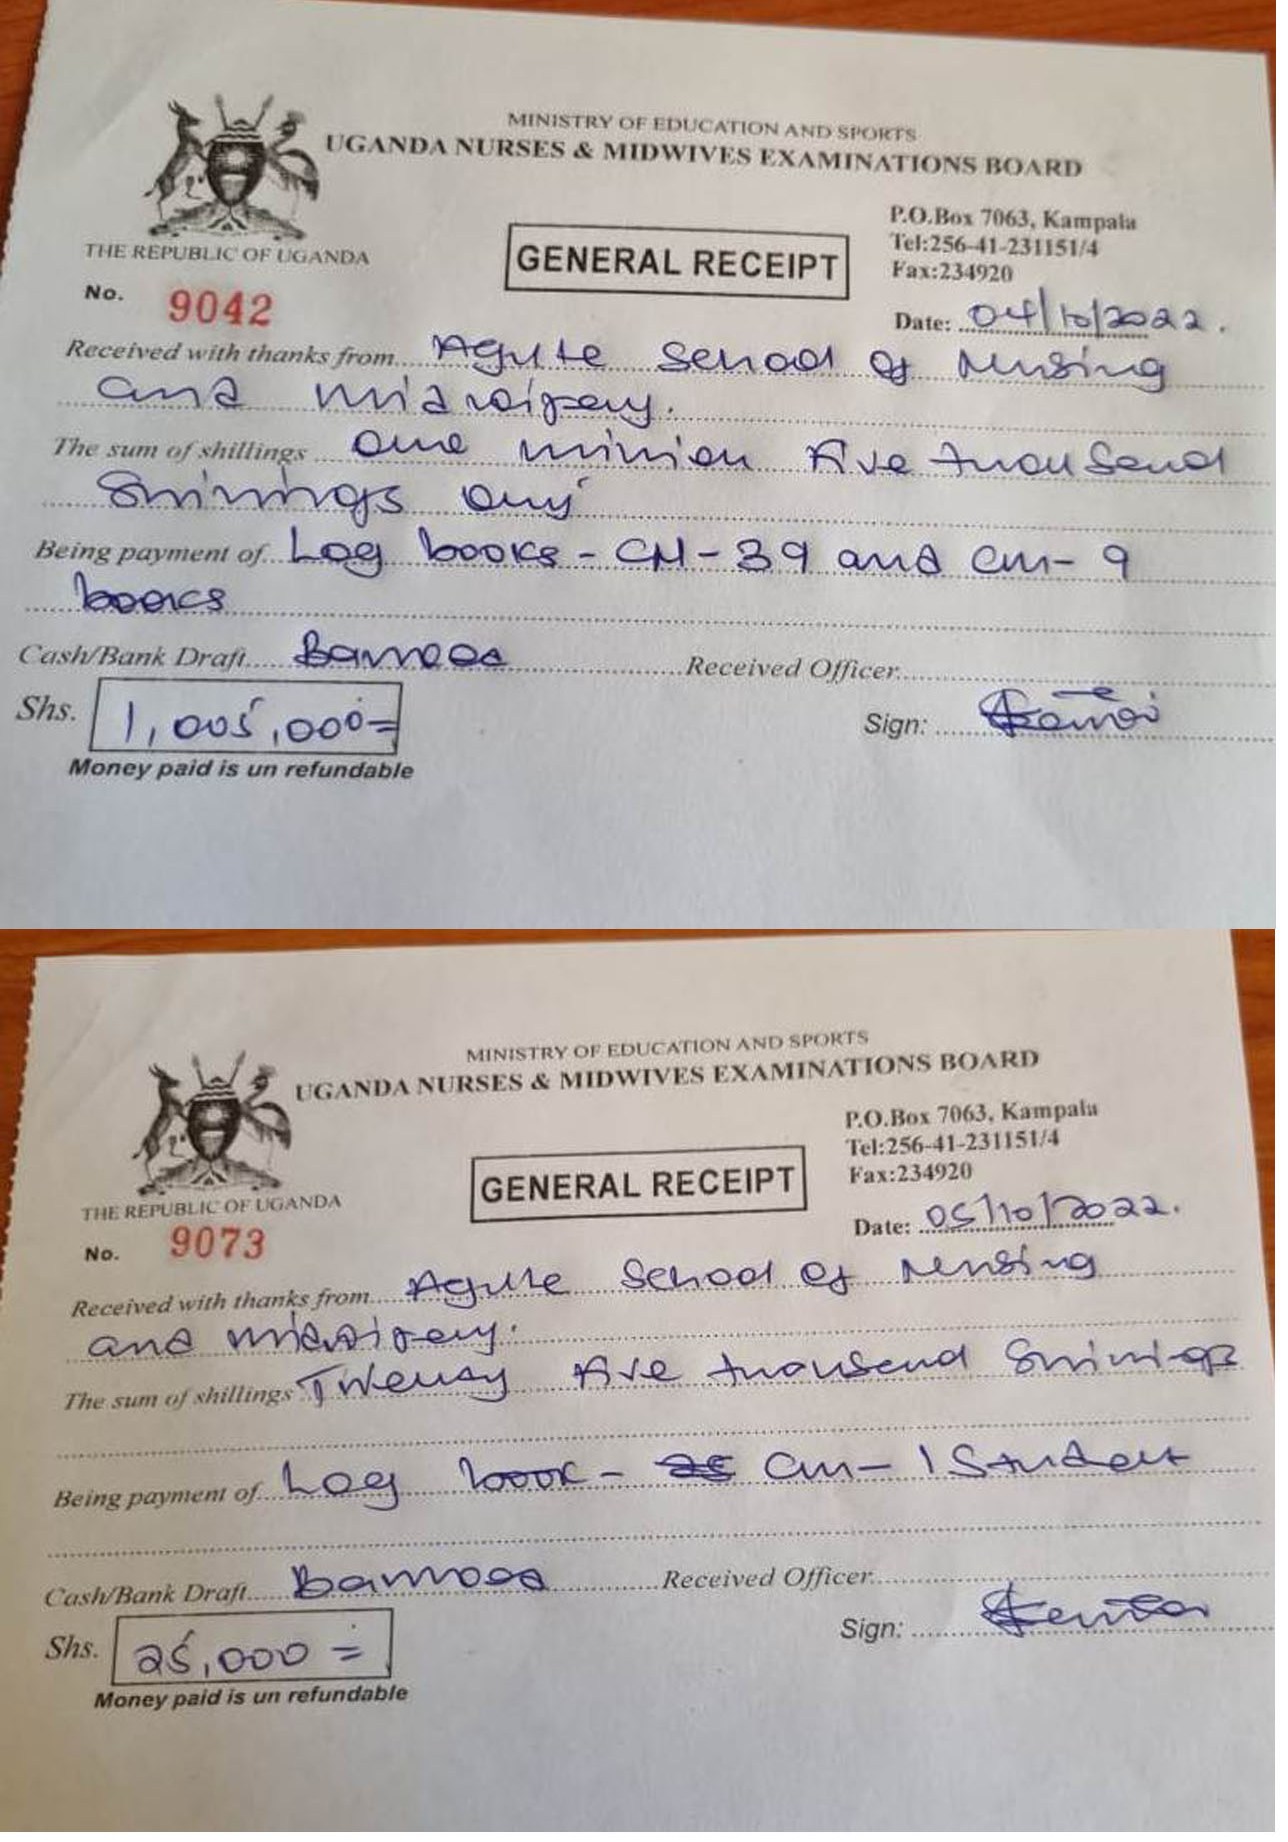 MINISTRY OF EDUCATION AND SPORTS
UGANDA NURSES & MIDWIVES EXAMINATIONS BOARD
THE REPUBLIC OF UGANDA
GENERAL RECEIPT
P.O.Box 7063, Kampala
Tel:256-41-231151/4
Fax:234920
No. 9042
Date: 04/10/2022.
Received with thanks from Agule School of Nursing
and midwifery.
The sum of shillings One million Five thousand
Shillings only
Being payment of Log books - CN - 39 and CM - 9
books
Cash/Bank Draft Received Officer
Shs. 1,005,000=
Sign:
Money paid is un refundable
MINISTRY OF EDUCATION AND SPORTS
UGANDA NURSES & MIDWIVES EXAMINATIONS BOARD
THE REPUBLIC OF UGANDA
GENERAL RECEIPT
P.O.Box 7063, Kampala
Tel:256-41-231151/4
Fax:234920
No. 9073
Date: 05/10/2022.
Received with thanks from Agule School of Nursing
and midwifery.
The sum of shillings Twenty Five thousand Shillings
Being payment of Log book - CM - 1 Student
Cash/Bank Draft Received Officer
Shs. 25,000=
Sign:
Money paid is un refundable